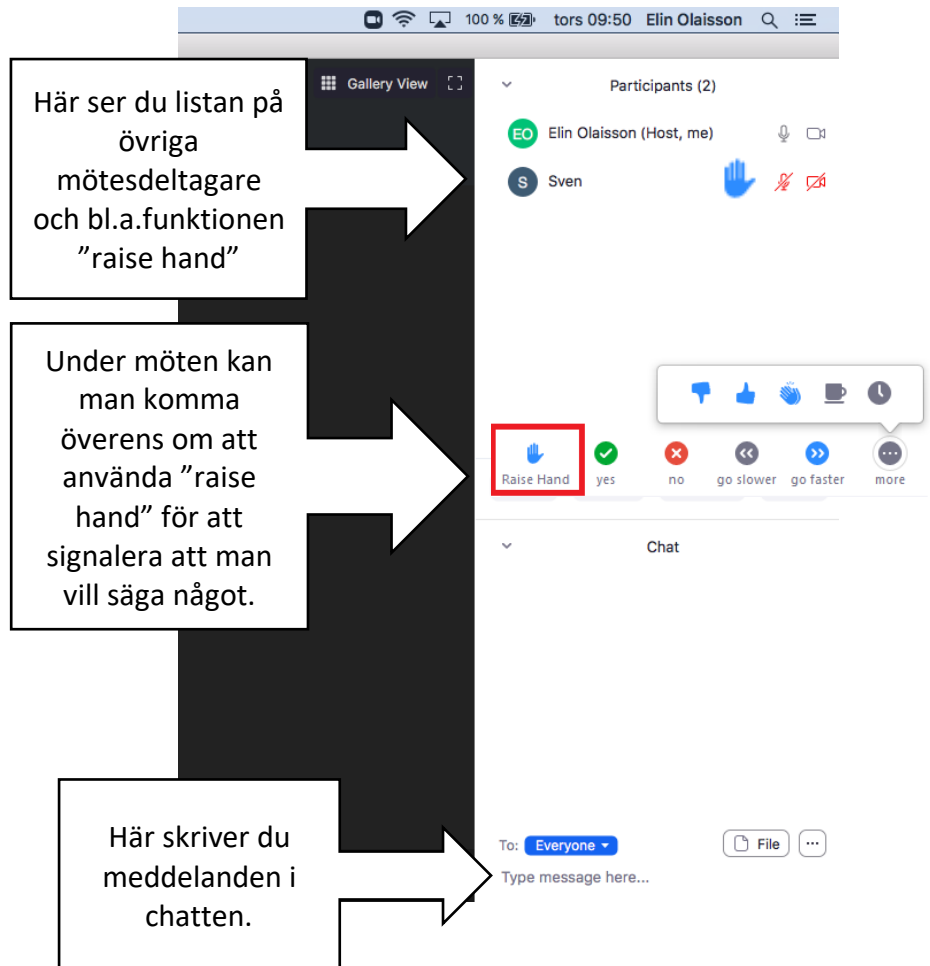 100 % tors 09:50 Elin Olaisson
Gallery View
Participants (2)
Här ser du listan på
övriga
mötesdeltagare
och bl.a.funktionen
”raise hand”
EO Elin Olaisson (Host, me)
S Sven
Under möten kan
man komma
överens om att
använda ”raise
hand” för att
signalera att man
vill säga något.
Raise Hand yes no go slower go faster more
Chat
Här skriver du
meddelanden i
chatten.
To: Everyone File
Type message here...